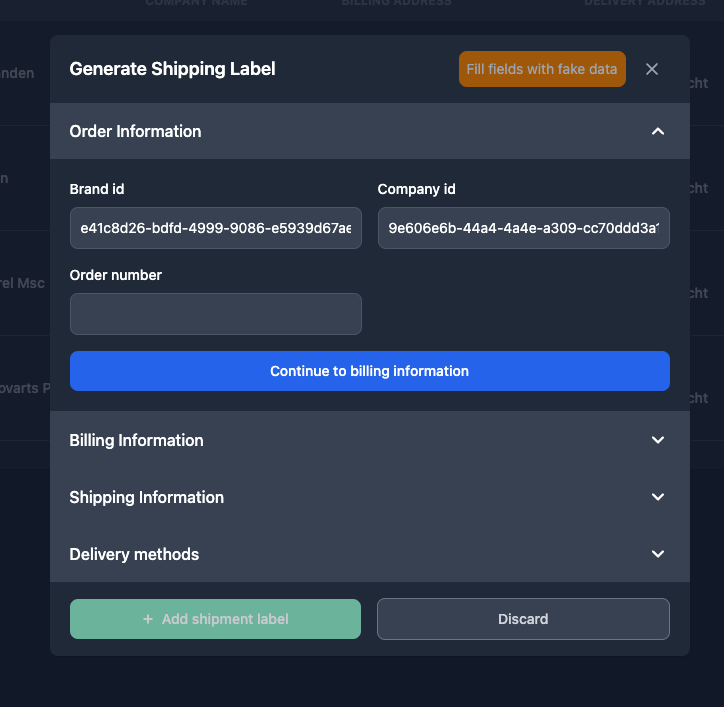 COMPANY NAME BILLING ADDRESS DELIVERY ADDRESS
Generate Shipping Label Fill fields with fake data
nden cht
Order Information
Brand id Company id
n cht
e41c8d26-bdfd-4999-9086-e5939d67ae 9e606e6b-44a4-4a4e-a309-cc70ddd3a
Order number
rel Msc cht
Continue to billing information
ovarts P cht
Billing Information
Shipping Information
Delivery methods
+ Add shipment label Discard